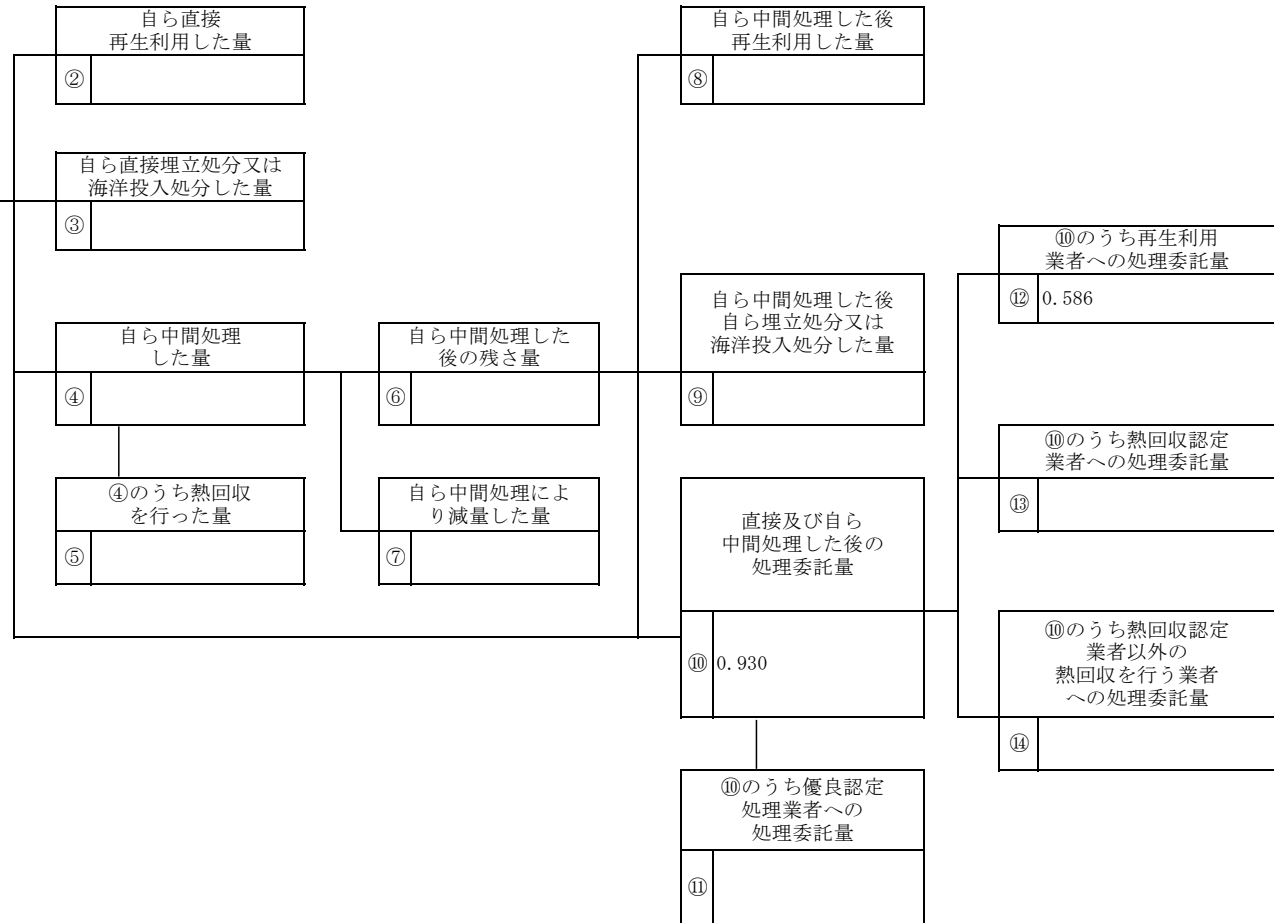 自ら直接
再生利用した量
②
自ら直接埋立処分又は
海洋投入処分した量
③
自ら中間処理
した量
④
④のうち熱回収
を行った量
⑤
自ら中間処理した
後の残さ量
⑥
自ら中間処理によ
り減量した量
⑦
自ら中間処理した後
再生利用した量
⑧
自ら中間処理した後
自ら埋立処分又は
海洋投入処分した量
⑨
直接及び自ら
中間処理した後の
処理委託量
⑩ 0.930
⑩のうち優良認定
処理業者への
処理委託量
⑪
⑩のうち再生利用
業者への処理委託量
⑫ 0.586
⑩のうち熱回収認定
業者への処理委託量
⑬
⑩のうち熱回収認定
業者以外の
熱回収を行う業者
への処理委託量
⑭